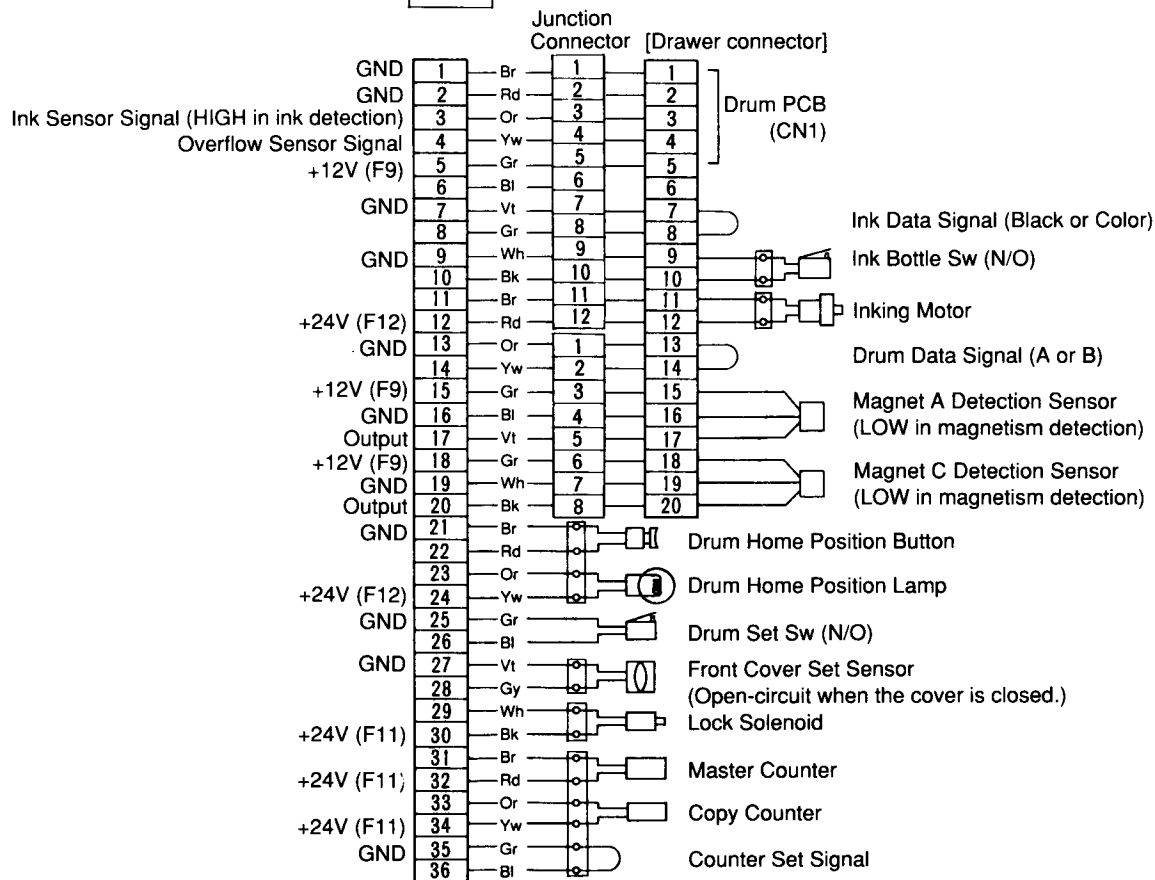 Junction
Connector [Drawer connector]
GND 1 Br 1 1
GND 2 Rd 2 2
Ink Sensor Signal (HIGH in ink detection) 3 Or 3 3
Drum PCB
(CN1)
Overflow Sensor Signal 4 Yw 4 4
+12V (F9) 5 Gr 5 5
6 Bl 6 6
GND 7 Vt 7 7
Ink Data Signal (Black or Color)
8 Gr 8 8
GND 9 Wh 9 9
Ink Bottle Sw (N/O)
10 Bk 10 10
11 Br 11 11
Inking Motor
+24V (F12) 12 Rd 12 12
GND 13 Or 1 13
Drum Data Signal (A or B)
14 Yw 2 14
+12V (F9) 15 Gr 3 15
Magnet A Detection Sensor
GND 16 Bl 4 16
(LOW in magnetism detection)
Output 17 Vt 5 17
+12V (F9) 18 Gr 6 18
Magnet C Detection Sensor
GND 19 Wh 7 19
(LOW in magnetism detection)
Output 20 Bk 8 20
GND 21 Br
Drum Home Position Button
22 Rd
23 Or
Drum Home Position Lamp
+24V (F12) 24 Yw
GND 25 Gr
Drum Set Sw (N/O)
26 Bl
GND 27 Vt
Front Cover Set Sensor
28 Gy
(Open-circuit when the cover is closed.)
29 Wh
Lock Solenoid
+24V (F11) 30 Bk
31 Br
Master Counter
+24V (F11) 32 Rd
33 Or
Copy Counter
+24V (F11) 34 Yw
GND 35 Gr
Counter Set Signal
36 Bl